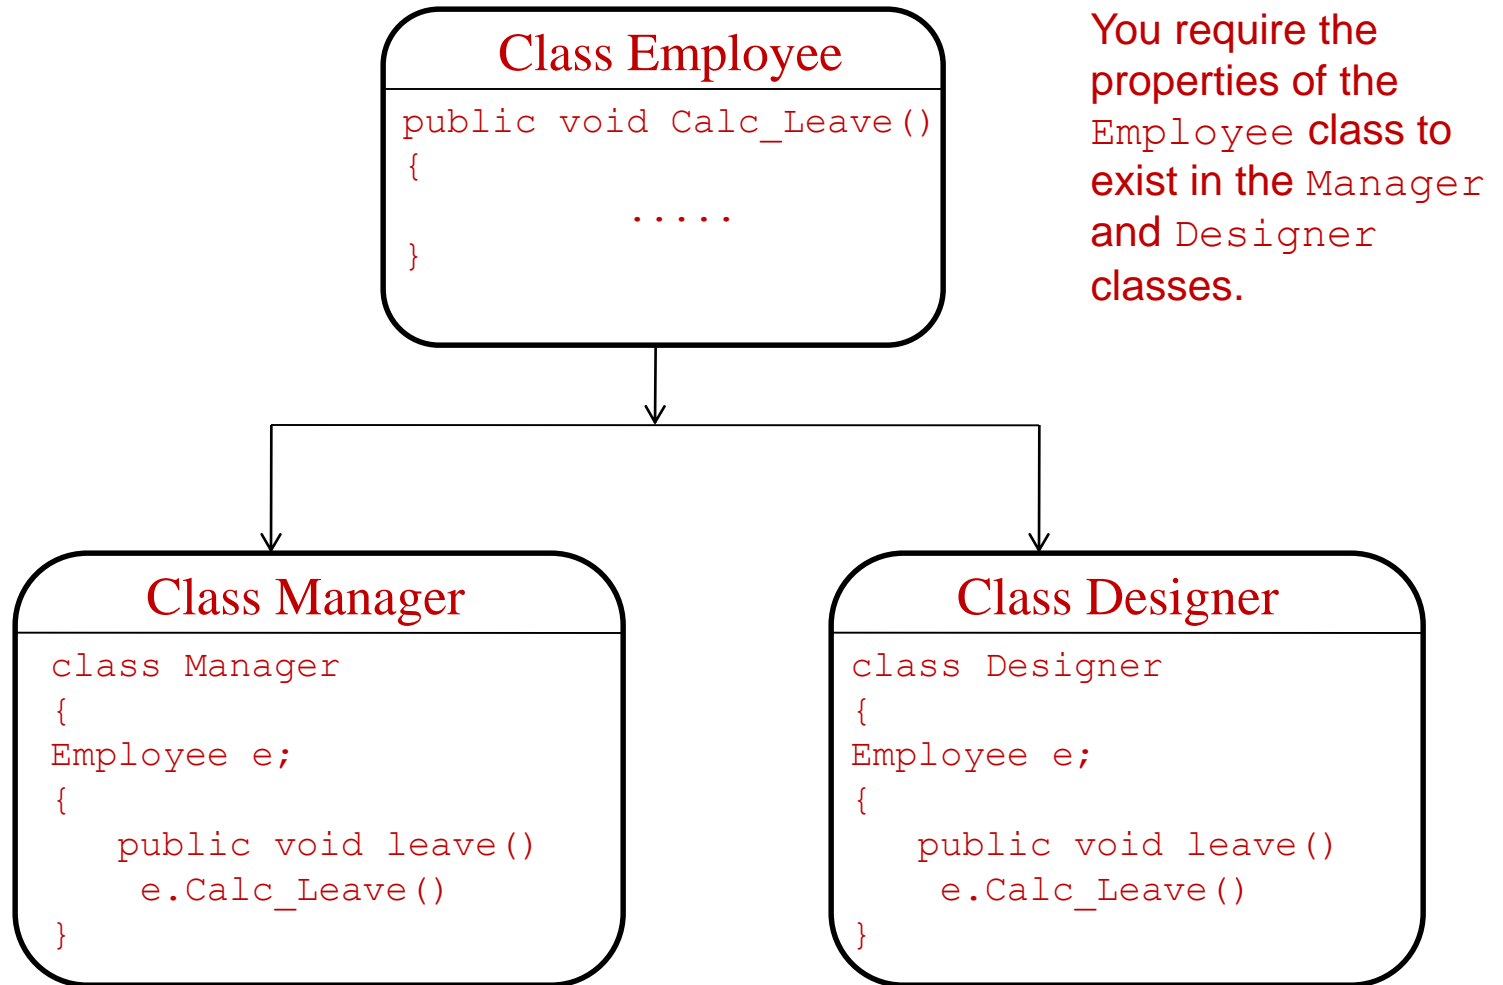 Class Employee
public void Calc_Leave()
{
.....
}
You require the
properties of the
Employee class to
exist in the Manager
and Designer
classes.
Class Manager
class Manager
{
Employee e;
{
public void leave()
e.Calc_Leave()
}
Class Designer
class Designer
{
Employee e;
{
public void leave()
e.Calc_Leave()
}